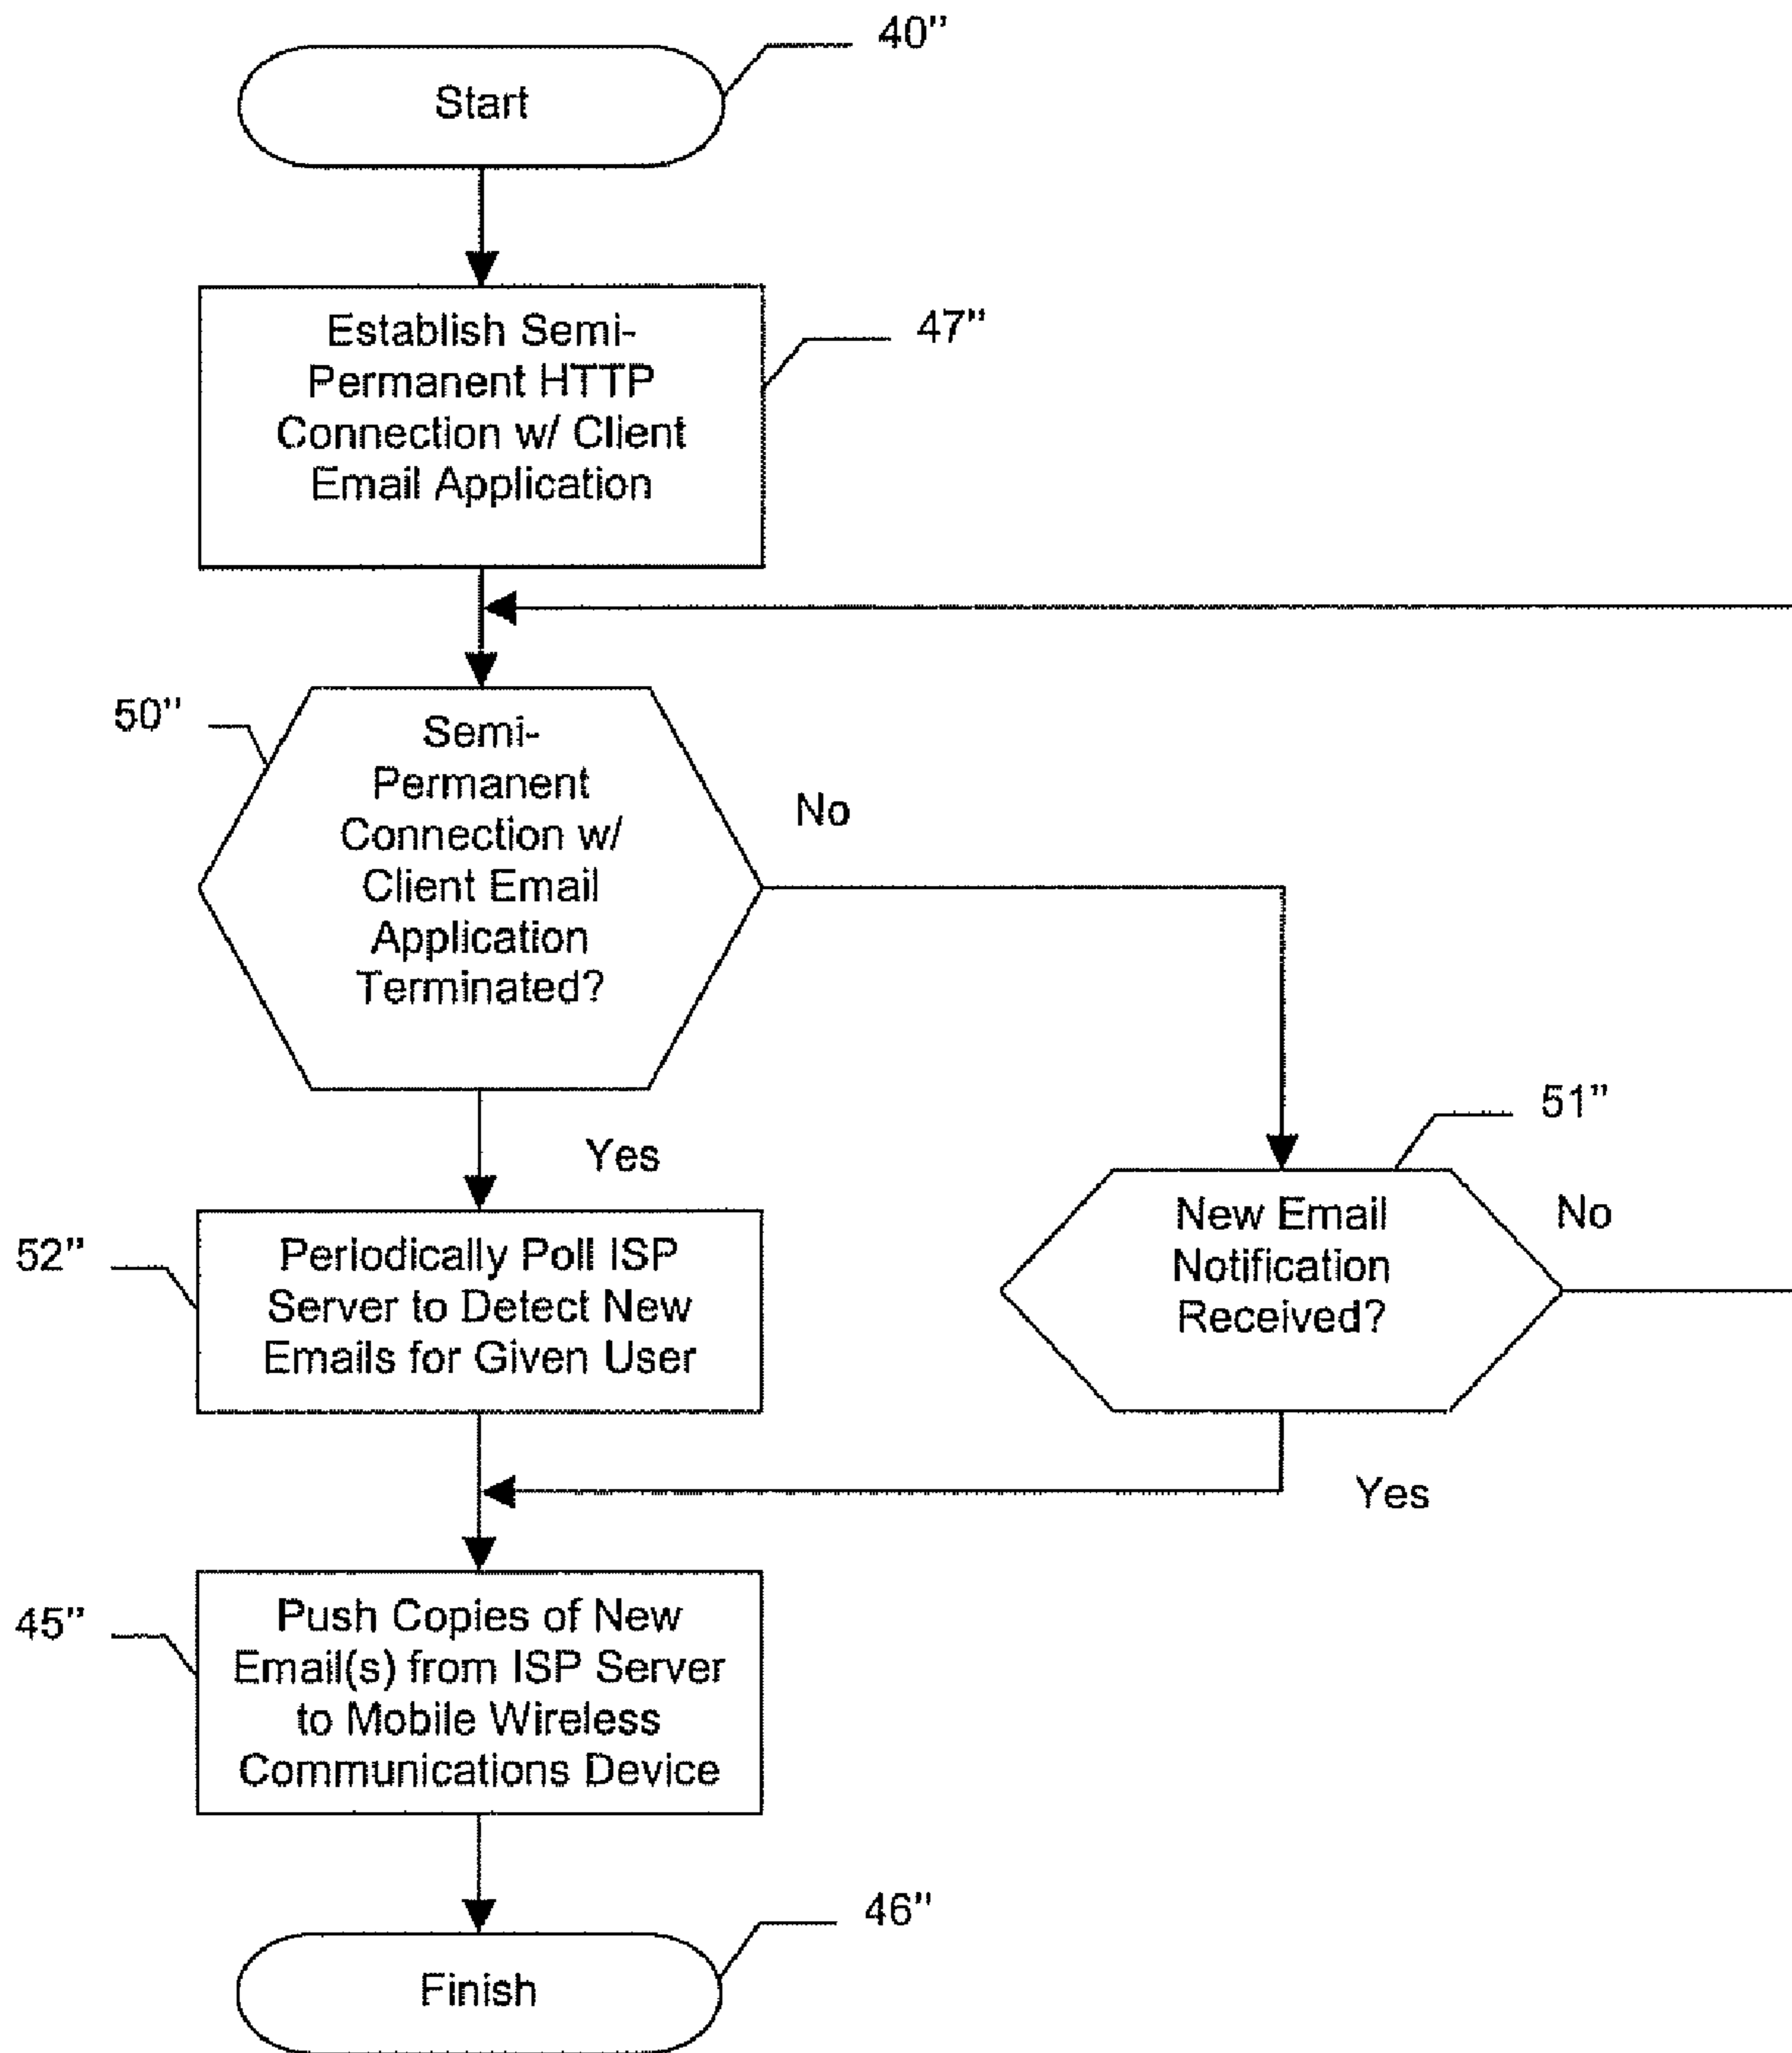 40"
Start
Establish Semi-
Permanent HTTP
Connection w/ Client
Email Application
47"
50"
Semi-
Permanent
Connection w/
Client Email
Application
Terminated?
No
Yes
51"
New Email
Notification
Received?
No
52"
Periodically Poll ISP
Server to Detect New
Emails for Given User
Yes
45"
Push Copies of New
Email(s) from ISP Server
to Mobile Wireless
Communications Device
46"
Finish